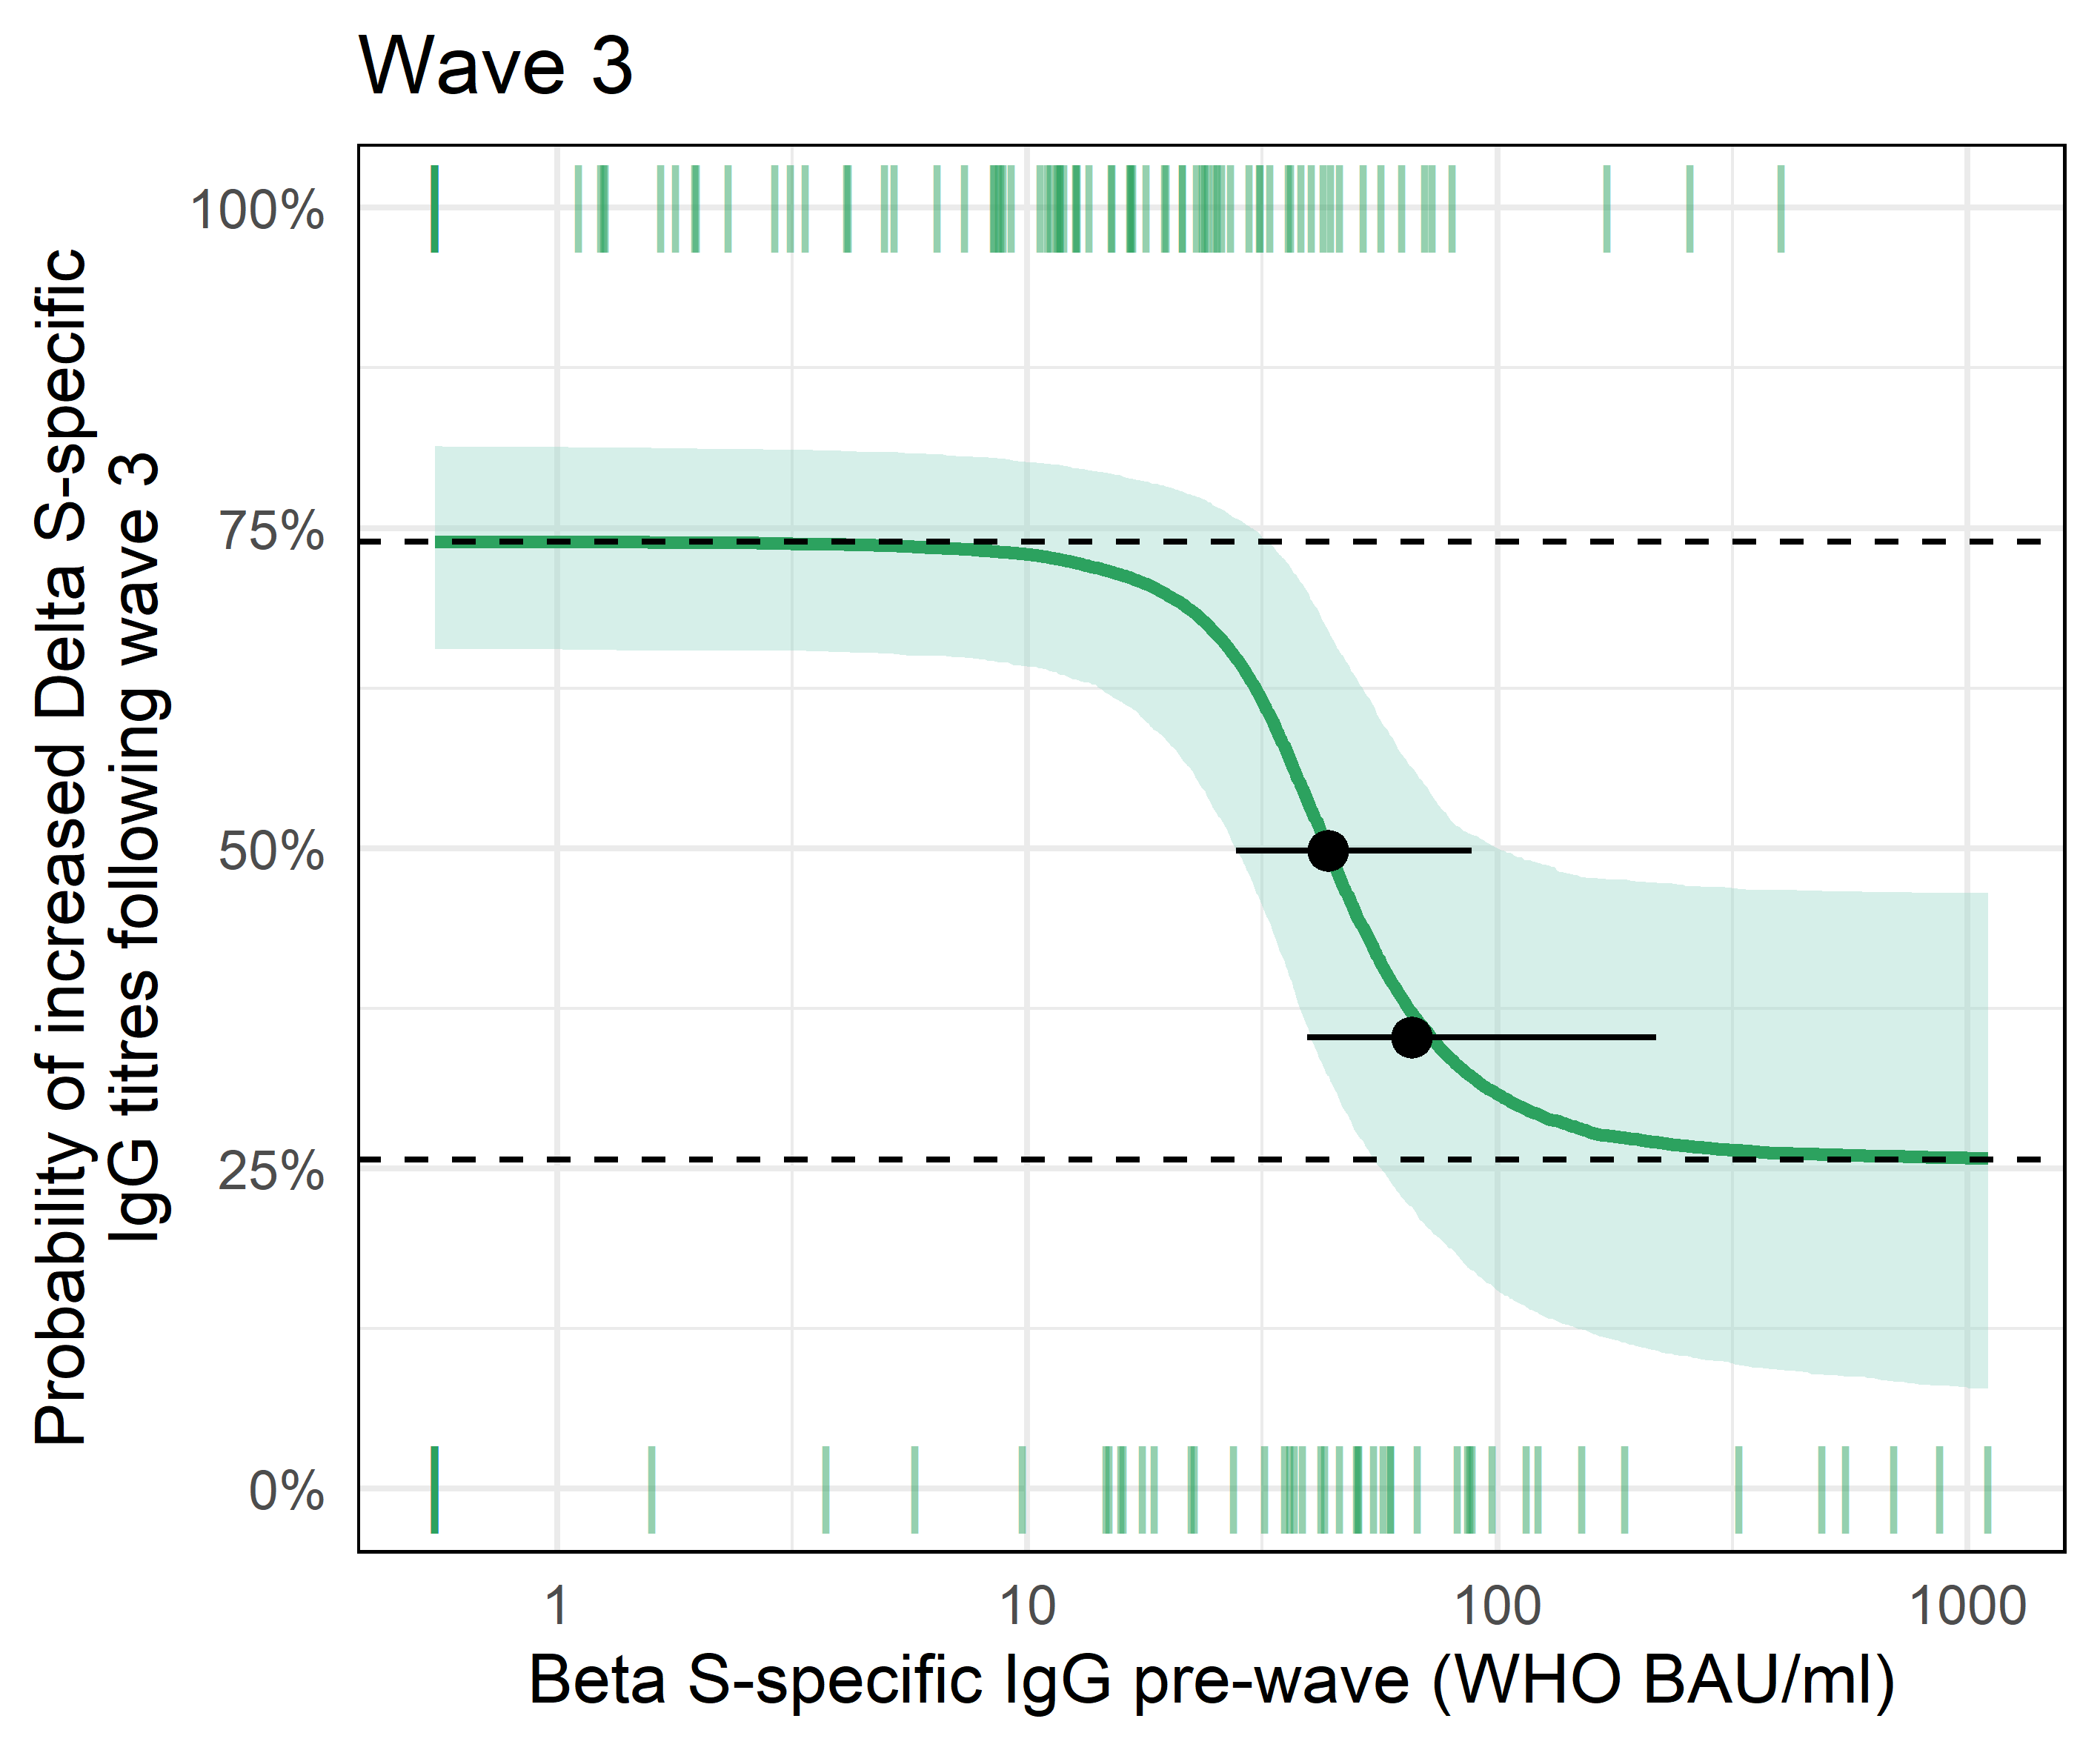 Wave 3
Probability of increased Delta S-specific
IgG titres following wave 3
100%
75%
50%
25%
0%
1
10
100
1000
Beta S-specific IgG pre-wave (WHO BAU/ml)